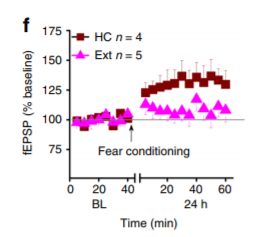 f
175
HC n = 4
150
Ext n = 5
125
100
75
fEPSP (% baseline)
Fear conditioning
0 20 40 20 40 60
BL 24 h
Time (min)